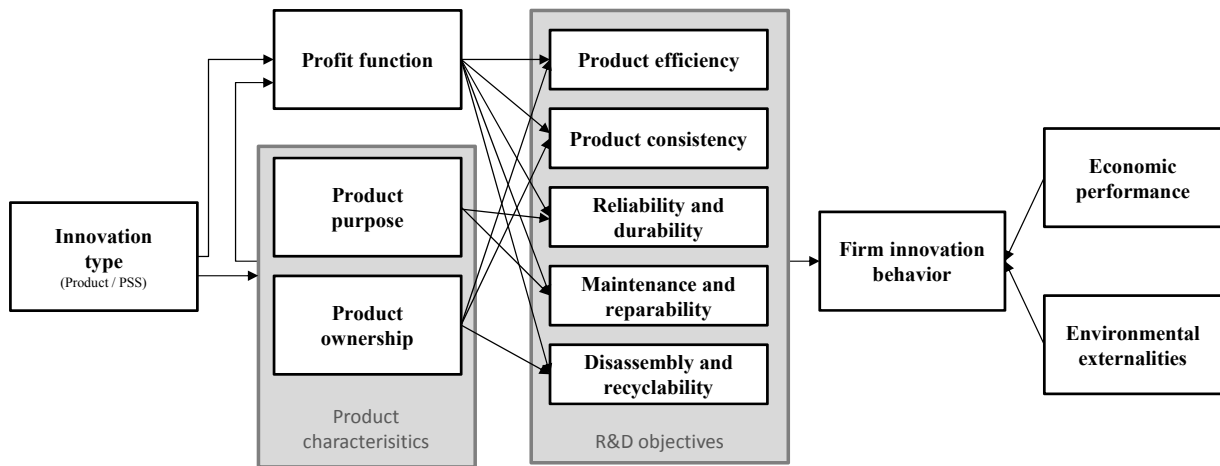 Innovation
type
(Product / PSS)
Profit function
Product
purpose
Product
ownership
Product
characterisitics
Product efficiency
Product consistency
Reliability and
durability
Maintenance and
reparability
Disassembly and
recyclability
R&D objectives
Firm innovation
behavior
Economic
performance
Environmental
externalities